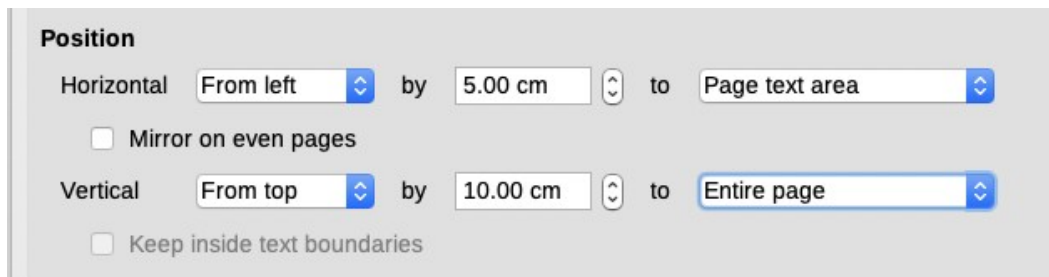 Position
Horizontal From left by 5.00 cm to Page text area
Mirror on even pages
Vertical From top by 10.00 cm to Entire page
Keep inside text boundaries